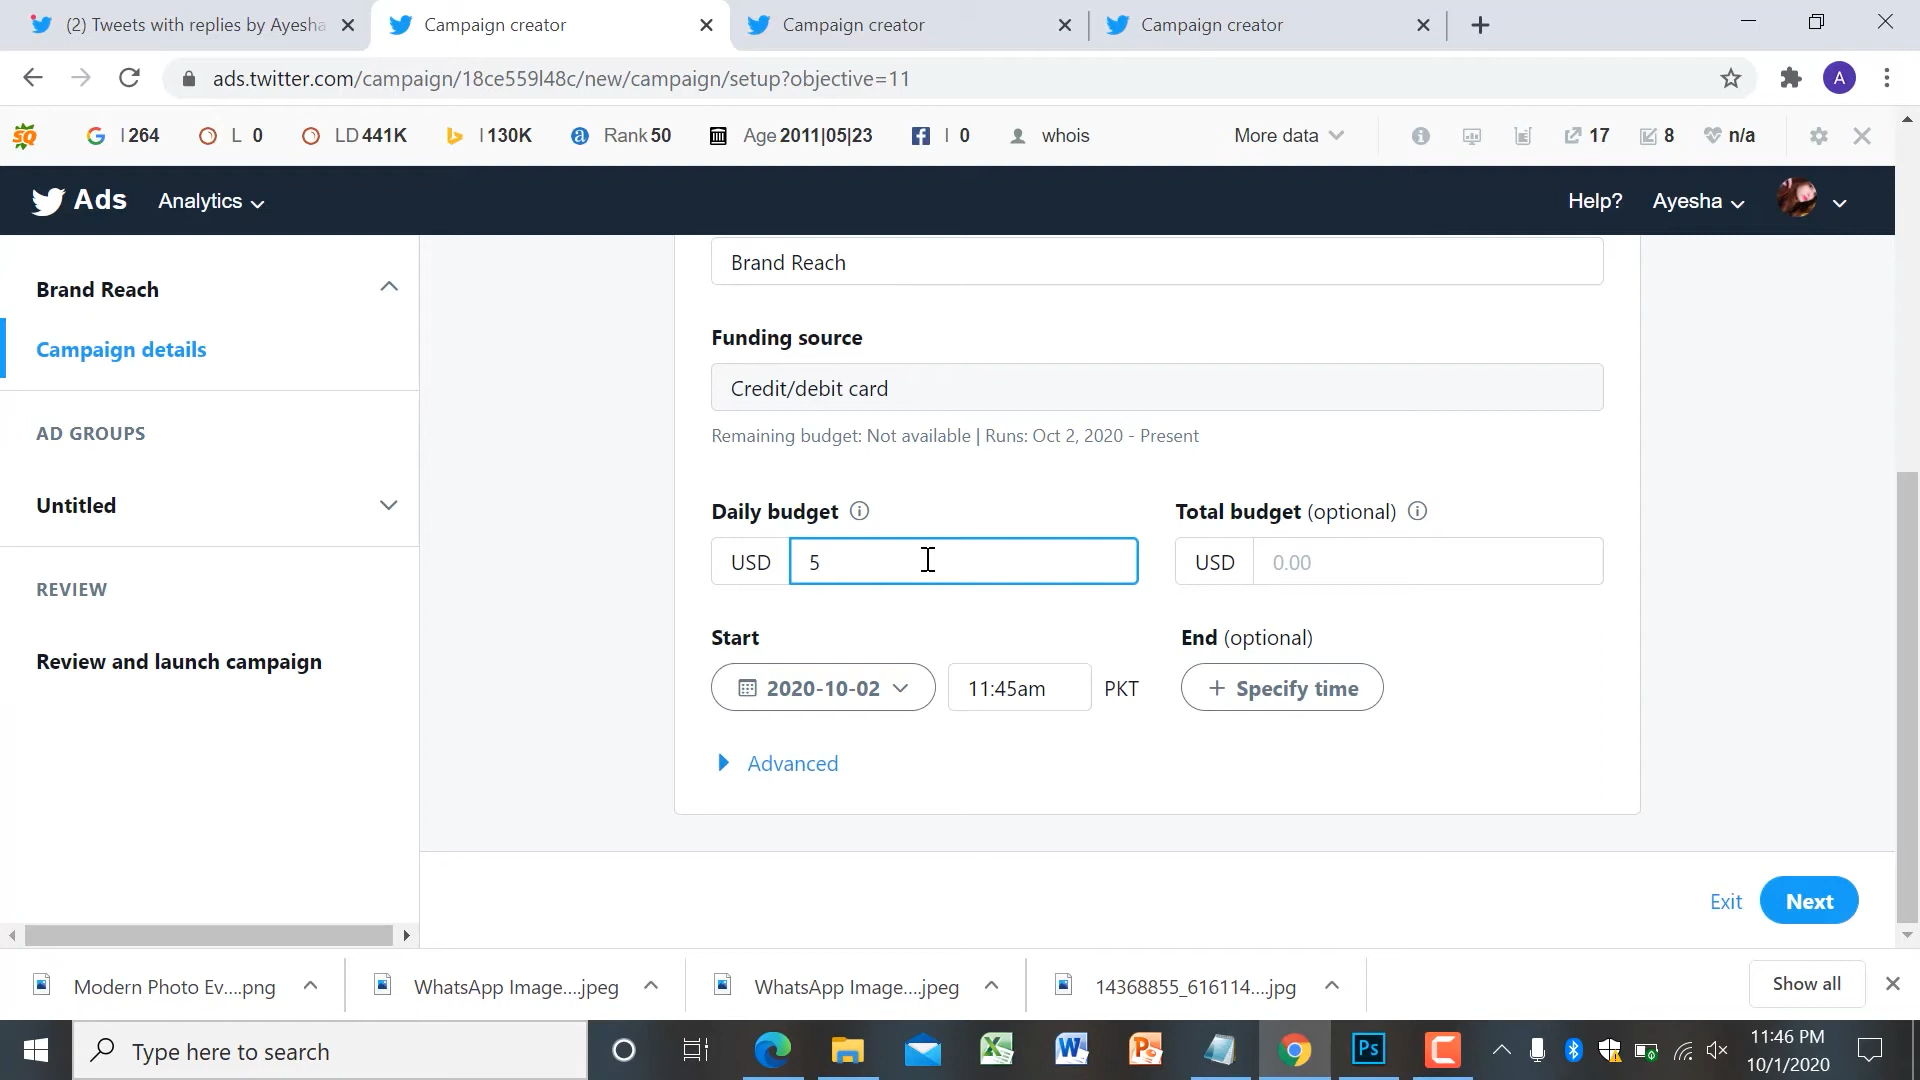 (2) Tweets with replies by Ayesha
Campaign creator
Campaign creator
Campaign creator
ads.twitter.com/campaign/18ce559l48c/new/campaign/setup?objective=11
A
SQ
I 264
L 0
LD 441K
I 130K
Rank 50
Age 2011|05|23
I 0
whois
More data
17
8
n/a
Ads
Analytics
Help?
Ayesha
Brand Reach
Campaign details
AD GROUPS
Untitled
REVIEW
Review and launch campaign
Brand Reach
Funding source
Credit/debit card
Remaining budget: Not available | Runs: Oct 2, 2020 - Present
Daily budget
Total budget (optional)
USD 5
USD 0.00
Start
End (optional)
2020-10-02
11:45am
PKT
+ Specify time
Advanced
Exit
Next
Modern Photo Ev....png
WhatsApp Image....jpeg
WhatsApp Image....jpeg
14368855_616114....jpg
Show all
Type here to search
Ps
11:46 PM
10/1/2020